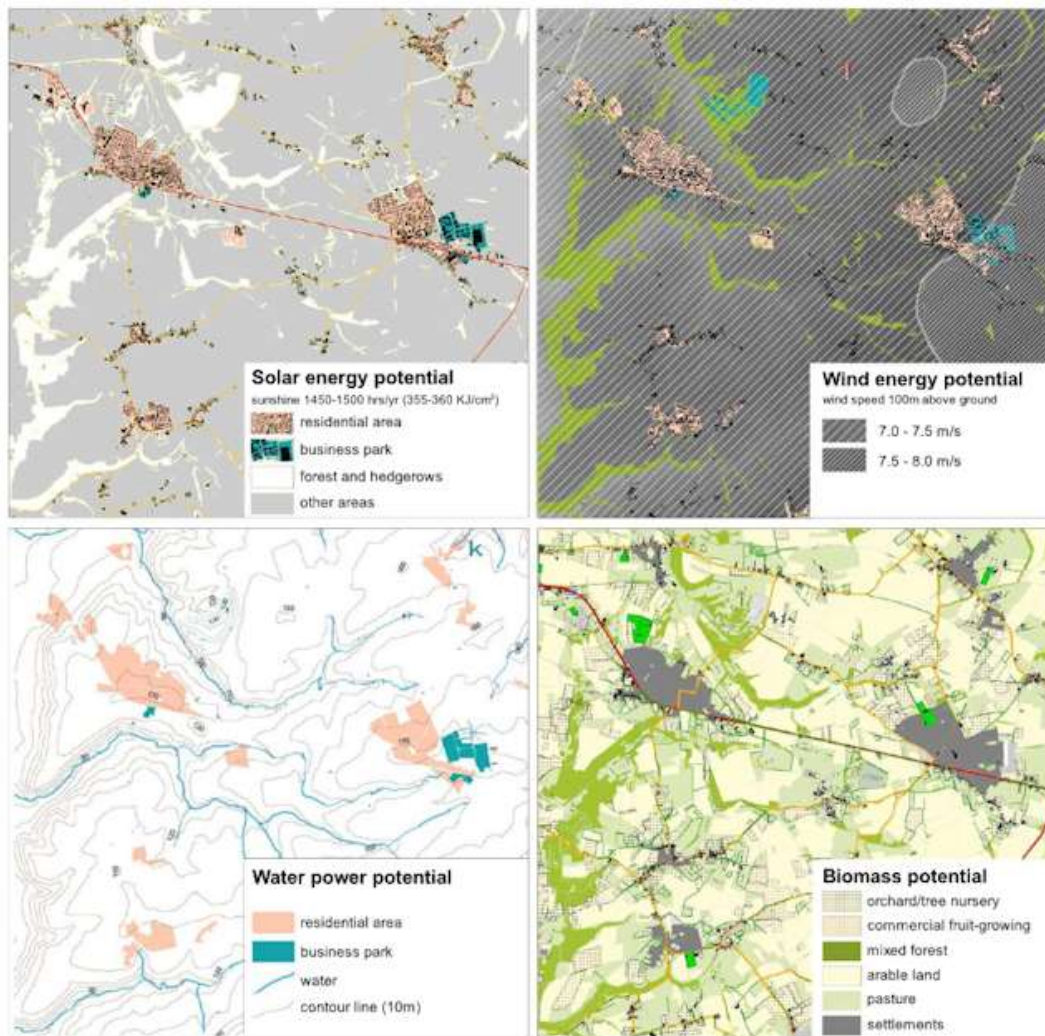 Solar energy potential
sunshine 1450-1500 hrs/yr (355-360 KJ/cm²)
residential area
business park
forest and hedgerows
other areas
Wind energy potential
wind speed 100m above ground
7.0 - 7.5 m/s
7.5 - 8.0 m/s
k
Water power potential
residential area
business park
water
contour line (10m)
Biomass potential
orchard/tree nursery
commercial fruit-growing
mixed forest
arable land
pasture
settlements